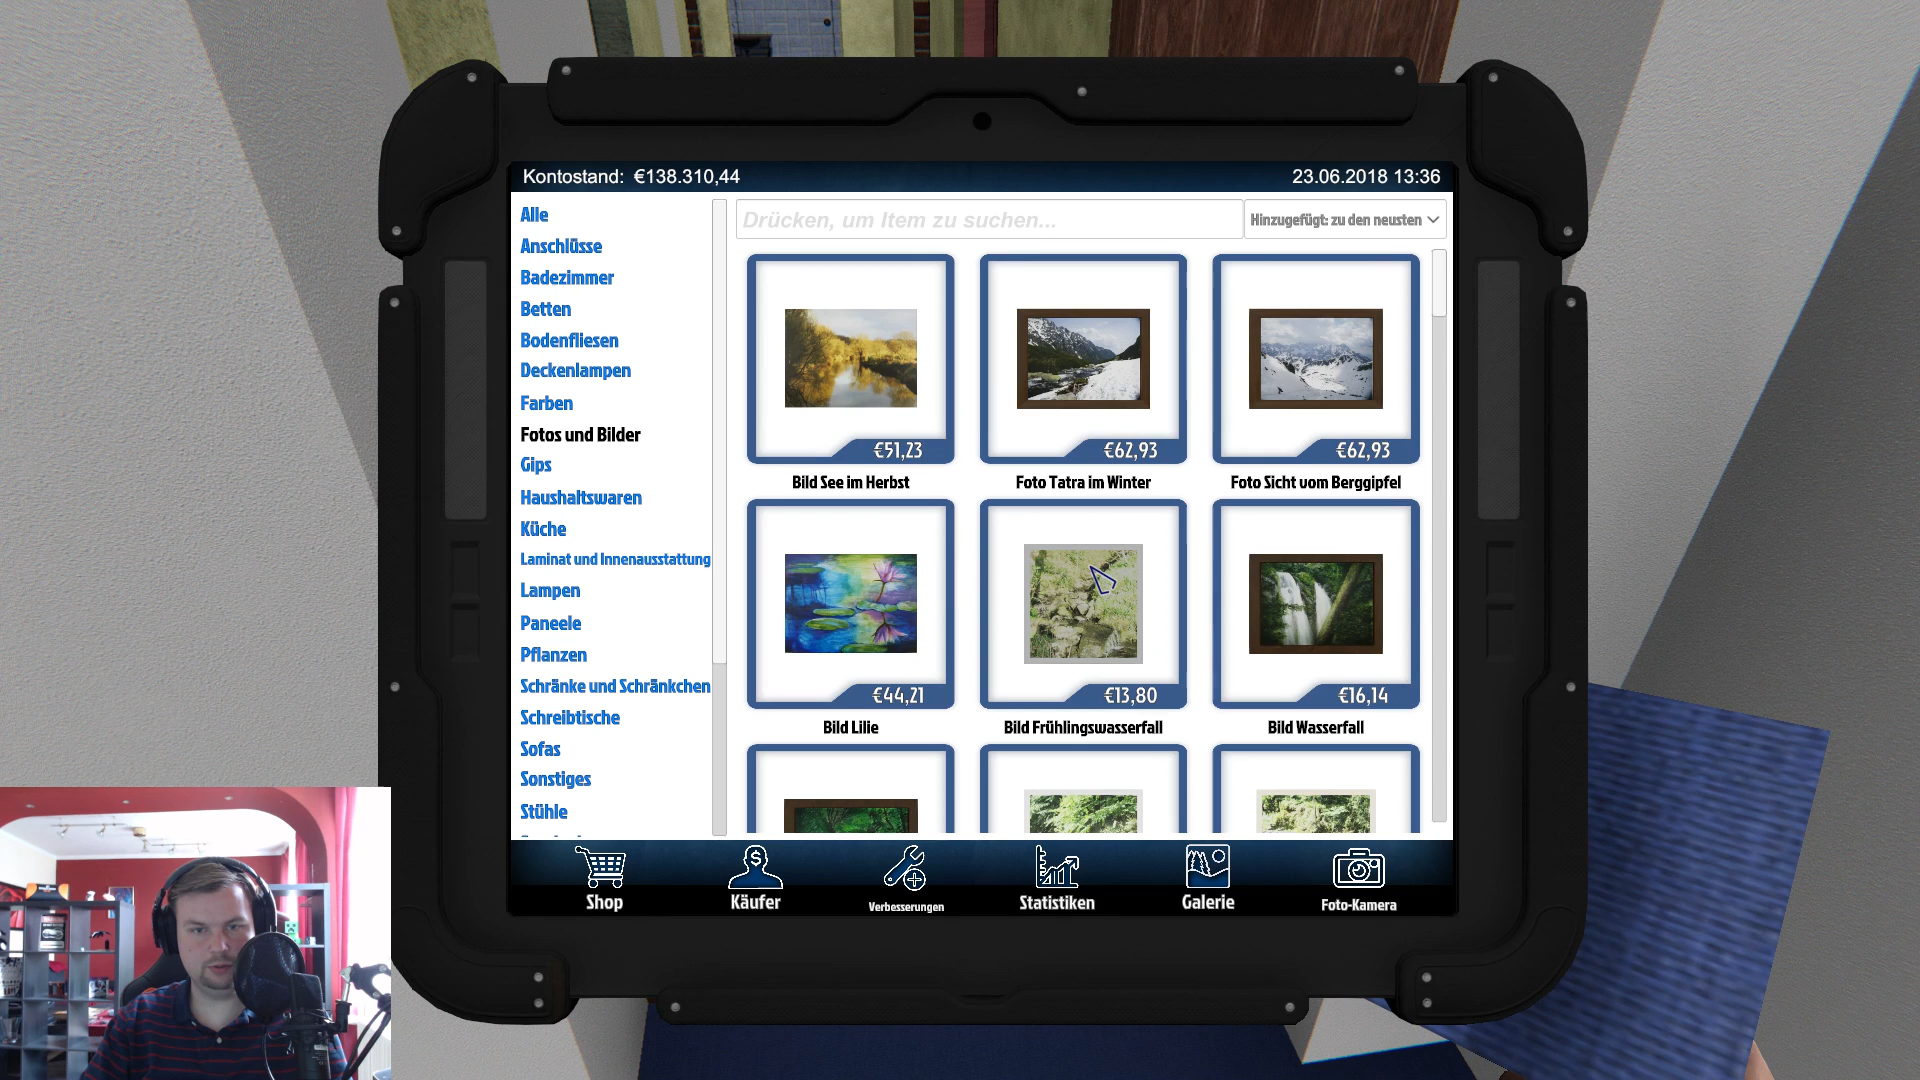 Kontostand: €138.310,44
23.06.2018 13:36
Alle
Anschlüsse
Badezimmer
Betten
Bodenfliesen
Deckenlampen
Farben
Fotos und Bilder
Gips
Haushaltswaren
Küche
Laminat und Innenausstattung
Lampen
Paneele
Pflanzen
Schränke und Schränkchen
Schreibtische
Sofas
Sonstiges
Stühle
Drücken, um Item zu suchen...
Hinzugefügt: zu den neusten
€51,23
€62,93
€62,93
Bild See im Herbst
Foto Tatra im Winter
Foto Sicht vom Berggipfel
€44,21
€13,80
€16,14
Bild Lilie
Bild Frühlingswasserfall
Bild Wasserfall
Shop
Käufer
Verbesserungen
Statistiken
Galerie
Foto-Kamera